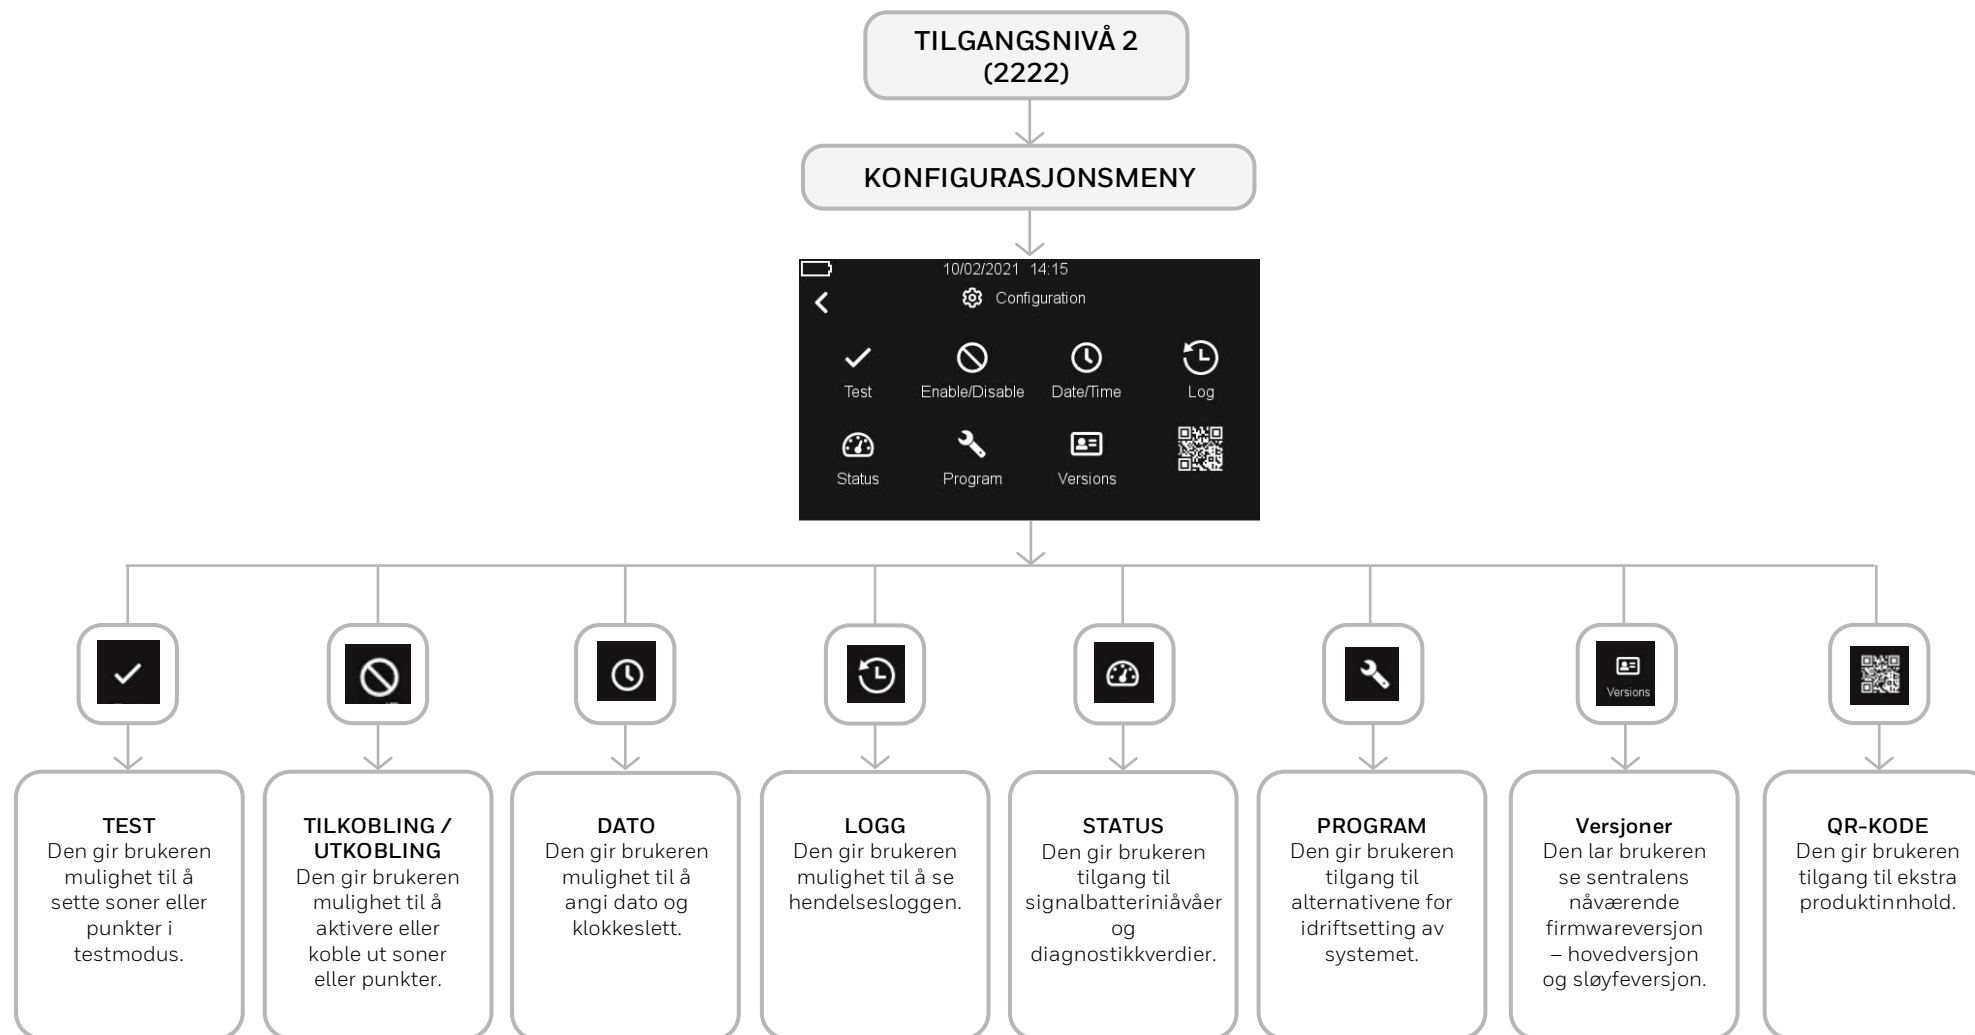 TILGANGSNIVÅ 2
(2222)
KONFIGURASJONSMENY
10/02/2021 14:15
Configuration
Test
Enable/Disable
Date/Time
Log
Status
Program
Versions
Versions
TEST
Den gir brukeren
mulighet til å
sette soner eller
punkter i
testmodus.
TILKOBLING /
UTKOBLING
Den gir brukeren
mulighet til å
aktivere eller
koble ut soner
eller punkter.
DATO
Den gir brukeren
mulighet til å
angi dato og
klokkeslett.
LOGG
Den gir brukeren
mulighet til å se
hendelsesloggen.
STATUS
Den gir brukeren
tilgang til
signalbatteriniåvåer
og
diagnostikkverdier.
PROGRAM
Den gir brukeren
tilgang til
alternativene for
idriftsetting av
systemet.
Versjoner
Den lar brukeren
se sentralens
nåværende
firmwareversjon
– hovedversjon
og sløyfeversjon.
QR-KODE
Den gir brukeren
tilgang til ekstra
produktinnhold.